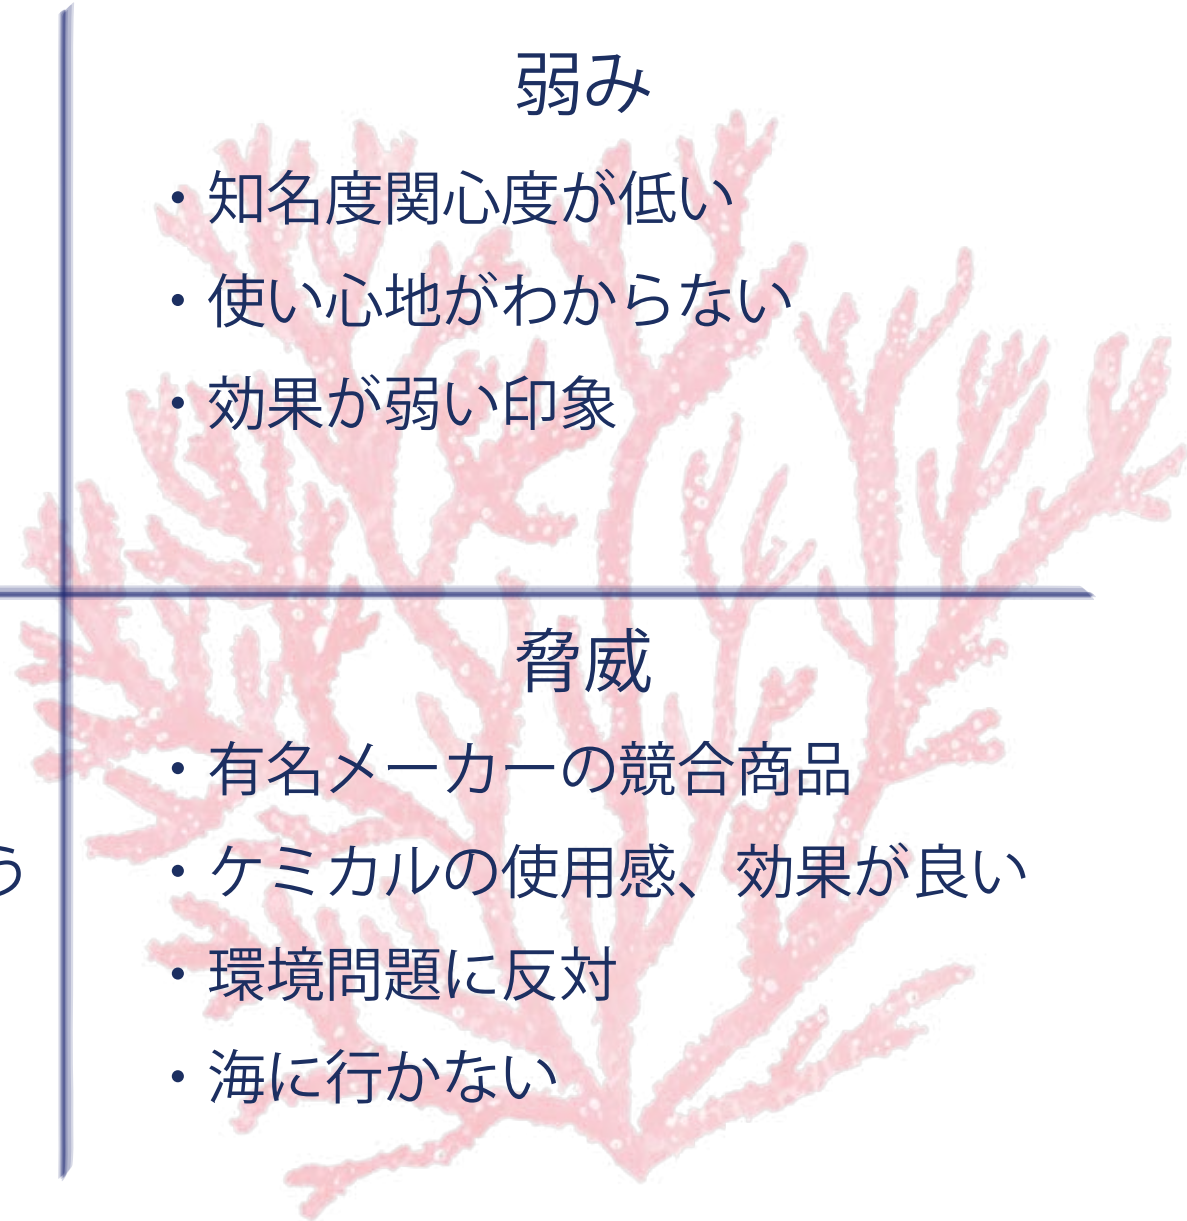 弱み
・知名度関心度が低い
・使い心地がわからない
・効果が弱い印象
脅威
・有名メーカーの競合商品
う
・ケミカルの使用感、効果が良い
・環境問題に反対
・海に行かない